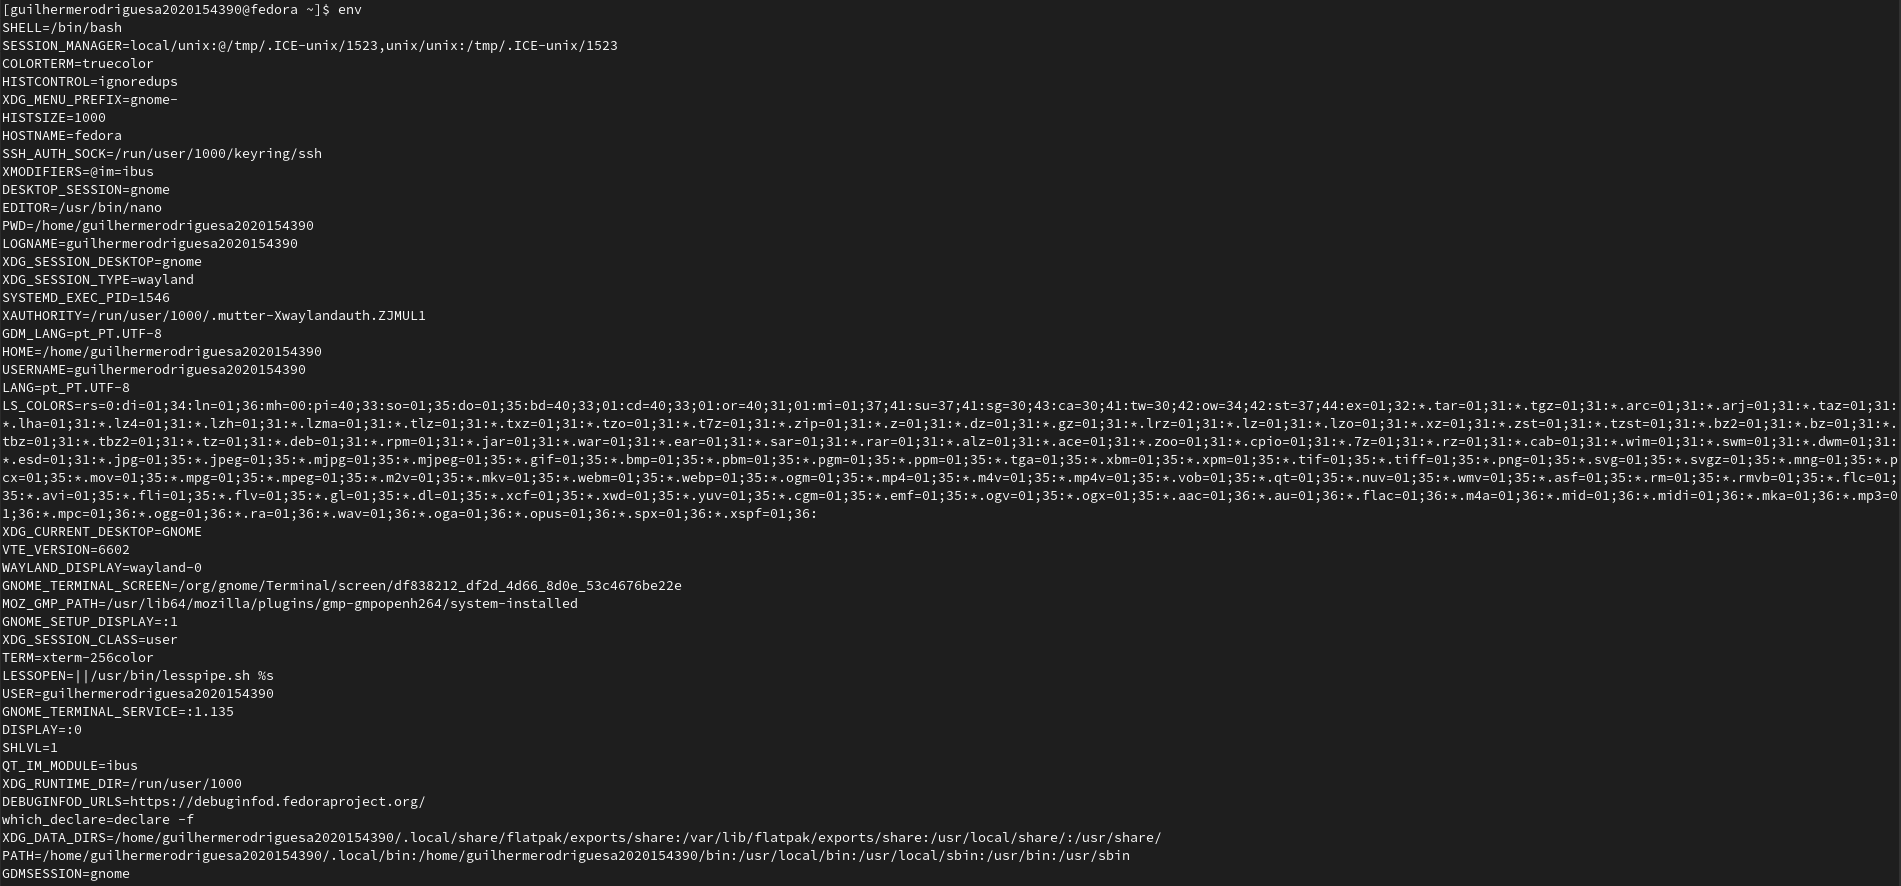 [guilhermerodriguesa2020154390@fedora ~]$ env
SHELL=/bin/bash
SESSION_MANAGER=local/unix:@/tmp/.ICE-unix/1523,unix/unix:/tmp/.ICE-unix/1523
COLORTERM=truecolor
HISTCONTROL=ignoredups
XDG_MENU_PREFIX=gnome-
HISTSIZE=1000
HOSTNAME=fedora
SSH_AUTH_SOCK=/run/user/1000/keyring/ssh
XMODIFIERS=@im=ibus
DESKTOP_SESSION=gnome
EDITOR=/usr/bin/nano
PWD=/home/guilhermerodriguesa2020154390
LOGNAME=guilhermerodriguesa2020154390
XDG_SESSION_DESKTOP=gnome
XDG_SESSION_TYPE=wayland
SYSTEMD_EXEC_PID=1546
XAUTHORITY=/run/user/1000/.mutter-Xwaylandauth.ZJMUL1
GDM_LANG=pt_PT.UTF-8
HOME=/home/guilhermerodriguesa2020154390
USERNAME=guilhermerodriguesa2020154390
LANG=pt_PT.UTF-8
LS_COLORS=rs=0:di=01;34:ln=01;36:mh=00:pi=40;33:so=01;35:do=01;35:bd=40;33;01:cd=40;33;01:or=40;31;01:mi=01;37;41:su=37;41:sg=30;43:ca=30;41:tw=30;42:ow=34;42:st=37;44:ex=01;32:*.tar=01;31:*.tgz=01;31:*.arc=01;31:*.arj=01;31:*.taz=01;31:
*.lha=01;31:*.lz4=01;31:*.lzh=01;31:*.lzma=01;31:*.tlz=01;31:*.txz=01;31:*.tzo=01;31:*.t7z=01;31:*.zip=01;31:*.z=01;31:*.dz=01;31:*.gz=01;31:*.lrz=01;31:*.lz=01;31:*.lzo=01;31:*.xz=01;31:*.zst=01;31:*.tzst=01;31:*.bz2=01;31:*.bz=01;31:*.
tbz=01;31:*.tbz2=01;31:*.tz=01;31:*.deb=01;31:*.rpm=01;31:*.jar=01;31:*.war=01;31:*.ear=01;31:*.sar=01;31:*.rar=01;31:*.alz=01;31:*.ace=01;31:*.zoo=01;31:*.cpio=01;31:*.7z=01;31:*.rz=01;31:*.cab=01;31:*.wim=01;31:*.swm=01;31:*.dwm=01;31:
*.esd=01;31:*.jpg=01;35:*.jpeg=01;35:*.mjpg=01;35:*.mjpeg=01;35:*.gif=01;35:*.bmp=01;35:*.pbm=01;35:*.pgm=01;35:*.ppm=01;35:*.tga=01;35:*.xbm=01;35:*.xpm=01;35:*.tif=01;35:*.tiff=01;35:*.png=01;35:*.svg=01;35:*.svgz=01;35:*.mng=01;35:*.p
cx=01;35:*.mov=01;35:*.mpg=01;35:*.mpeg=01;35:*.m2v=01;35:*.mkv=01;35:*.webm=01;35:*.webp=01;35:*.ogm=01;35:*.mp4=01;35:*.m4v=01;35:*.mp4v=01;35:*.vob=01;35:*.qt=01;35:*.nuv=01;35:*.wmv=01;35:*.asf=01;35:*.rm=01;35:*.rmvb=01;35:*.flc=01;
35:*.avi=01;35:*.fli=01;35:*.flv=01;35:*.gl=01;35:*.dl=01;35:*.xcf=01;35:*.xwd=01;35:*.yuv=01;35:*.cgm=01;35:*.emf=01;35:*.ogv=01;35:*.ogx=01;35:*.aac=01;36:*.au=01;36:*.flac=01;36:*.m4a=01;36:*.mid=01;36:*.midi=01;36:*.mka=01;36:*.mp3=0
1;36:*.mpc=01;36:*.ogg=01;36:*.ra=01;36:*.wav=01;36:*.oga=01;36:*.opus=01;36:*.spx=01;36:*.xspf=01;36:
XDG_CURRENT_DESKTOP=GNOME
VTE_VERSION=6602
WAYLAND_DISPLAY=wayland-0
GNOME_TERMINAL_SCREEN=/org/gnome/Terminal/screen/df838212_df2d_4d66_8d0e_53c4676be22e
MOZ_GMP_PATH=/usr/lib64/mozilla/plugins/gmp-gmpopenh264/system-installed
GNOME_SETUP_DISPLAY=:1
XDG_SESSION_CLASS=user
TERM=xterm-256color
LESSOPEN=||/usr/bin/lesspipe.sh %s
USER=guilhermerodriguesa2020154390
GNOME_TERMINAL_SERVICE=:1.135
DISPLAY=:0
SHLVL=1
QT_IM_MODULE=ibus
XDG_RUNTIME_DIR=/run/user/1000
DEBUGINFOD_URLS=https://debuginfod.fedoraproject.org/
which_declare=declare -f
XDG_DATA_DIRS=/home/guilhermerodriguesa2020154390/.local/share/flatpak/exports/share:/var/lib/flatpak/exports/share:/usr/local/share/:/usr/share/
PATH=/home/guilhermerodriguesa2020154390/.local/bin:/home/guilhermerodriguesa2020154390/bin:/usr/local/bin:/usr/local/sbin:/usr/bin:/usr/sbin
GDMSESSION=gnome